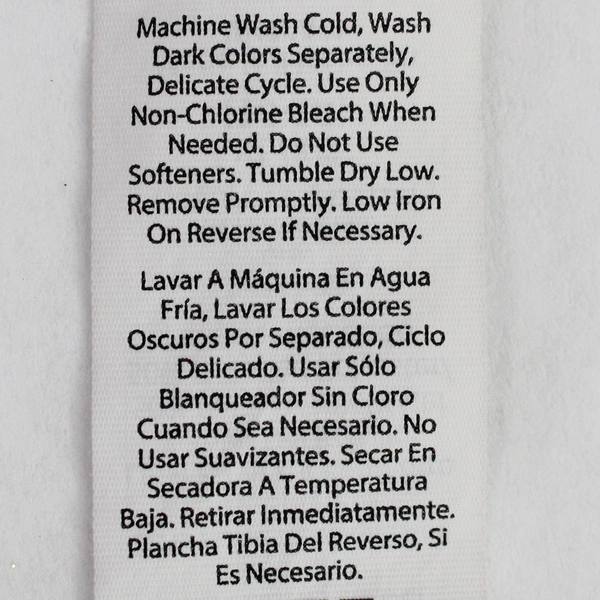 Machine Wash Cold, Wash
Dark Colors Separately,
Delicate Cycle. Use Only
Non-Chlorine Bleach When
Needed. Do Not Use
Softeners. Tumble Dry Low.
Remove Promptly. Low Iron
On Reverse If Necessary.
Lavar A Máquina En Agua
Fría, Lavar Los Colores
Oscuros Por Separado, Ciclo
Delicado. Usar Sólo
Blanqueador Sin Cloro
Cuando Sea Necesario. No
Usar Suavizantes. Secar En
Secadora A Temperatura
Baja. Retirar Inmediatamente.
Plancha Tibia Del Reverso, Si
Es Necesario.